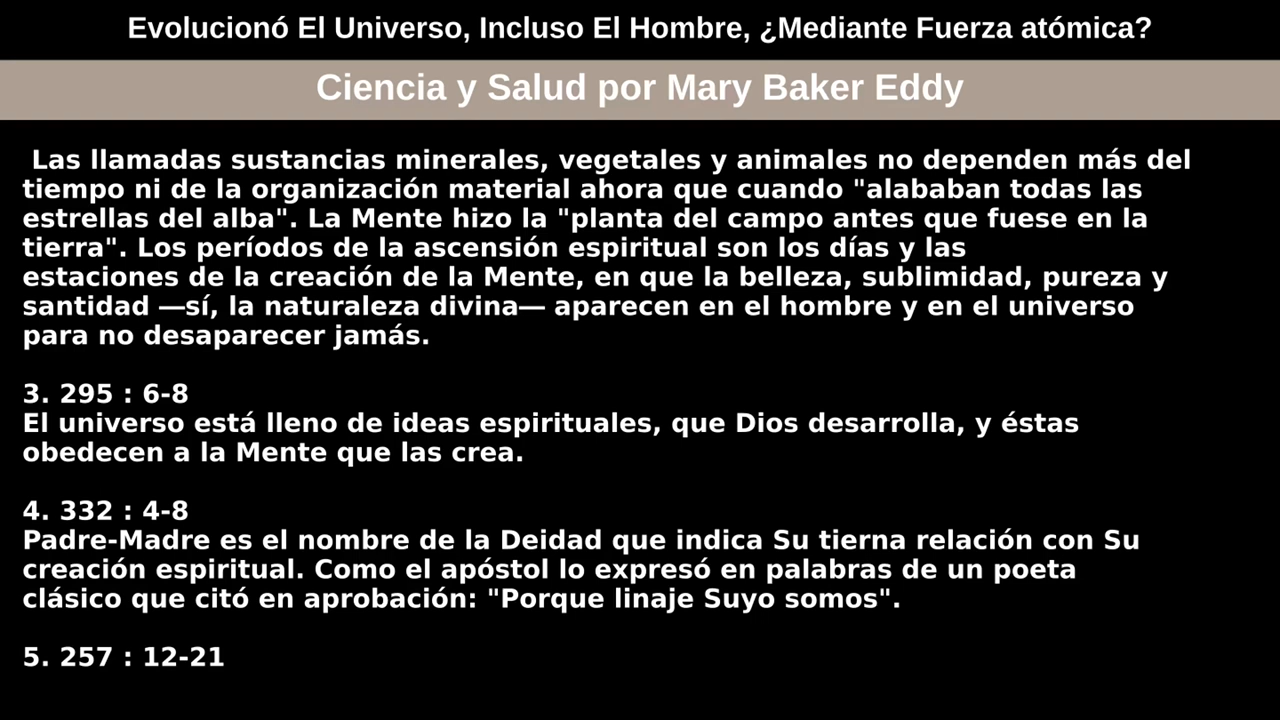 Evolucionó El Universo, Incluso El Hombre, ¿Mediante Fuerza atómica?
Ciencia y Salud por Mary Baker Eddy
Las llamadas sustancias minerales, vegetales y animales no dependen más del
tiempo ni de la organización material ahora que cuando "alababan todas las
estrellas del alba". La Mente hizo la "planta del campo antes que fuese en la
tierra". Los períodos de la ascensión espiritual son los días y las
estaciones de la creación de la Mente, en que la belleza, sublimidad, pureza y
santidad —sí, la naturaleza divina— aparecen en el hombre y en el universo
para no desaparecer jamás.
3. 295 : 6-8
El universo está lleno de ideas espirituales, que Dios desarrolla, y éstas
obedecen a la Mente que las crea.
4. 332 : 4-8
Padre-Madre es el nombre de la Deidad que indica Su tierna relación con Su
creación espiritual. Como el apóstol lo expresó en palabras de un poeta
clásico que citó en aprobación: "Porque linaje Suyo somos".
5. 257 : 12-21